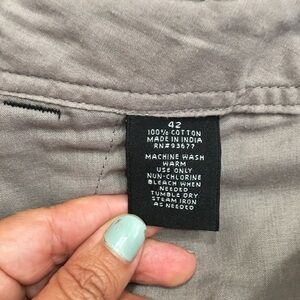 42
100% COTTON
MADE IN INDIA
RN#93677
MACHINE WASH
WARM
USE ONLY
NON-CHLORINE
BLEACH WHEN
NEEDED
TUMBLE DRY
STEAM IRON
AS NEEDED